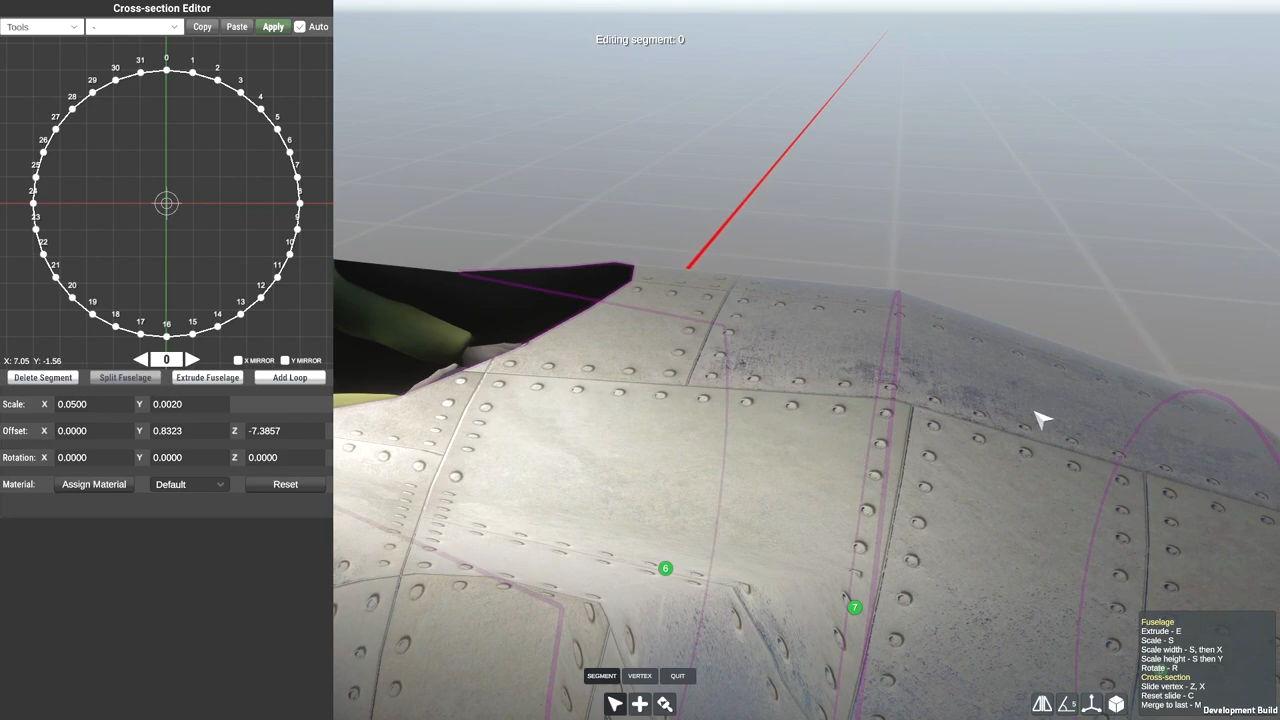 Cross-section Editor
Tools
-
Copy
Paste
Apply
Auto
Editing segment: 0
0
1
2
3
4
5
6
7
8
9
10
11
12
13
14
15
16
17
18
19
20
21
22
23
24
25
26
27
28
29
30
31
X: 7.05 Y: -1.56
0
X MIRROR
Y MIRROR
Delete Segment
Split Fuselage
Extrude Fuselage
Add Loop
Scale: X 0.0500 Y 0.0020
Offset: X 0.0000 Y 0.8323 Z -7.3857
Rotation: X 0.0000 Y 0.0000 Z 0.0000
Material: Assign Material Default Reset
6
7
SEGMENT VERTEX QUIT
5
Fuselage
Extrude - E
Scale - S
Scale width - S, then X
Scale height - S then Y
Rotate - R
Cross-section
Slide vertex - Z, X
Reset slide - C
Merge to last - M
Development Build